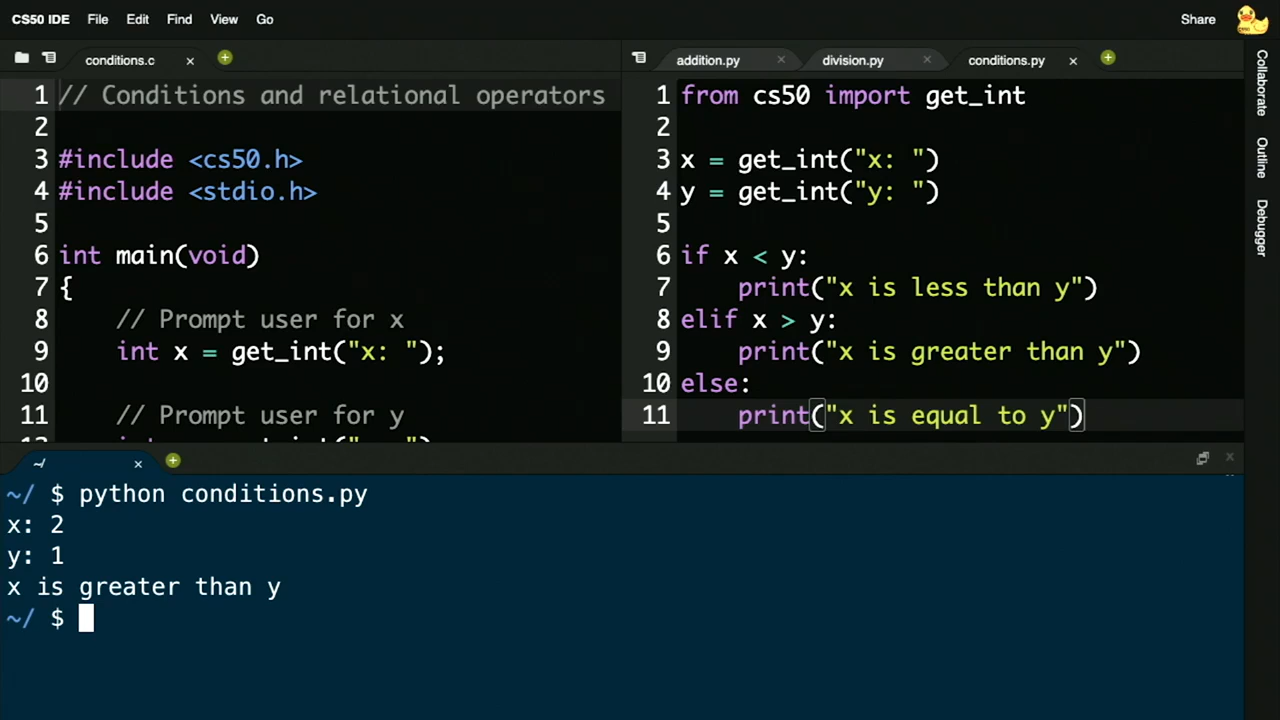 CS50 IDE File Edit Find View Go Share
conditions.c
1 // Conditions and relational operators
2
3 #include <cs50.h>
4 #include <stdio.h>
5
6 int main(void)
7 {
8     // Prompt user for x
9     int x = get_int("x: ");
10
11     // Prompt user for y
addition.py division.py conditions.py
1 from cs50 import get_int
2
3 x = get_int("x: ")
4 y = get_int("y: ")
5
6 if x < y:
7     print("x is less than y")
8 elif x > y:
9     print("x is greater than y")
10 else:
11     print("x is equal to y")
Collaborate
Outline
Debugger
~/
~/ $ python conditions.py
x: 2
y: 1
x is greater than y
~/ $